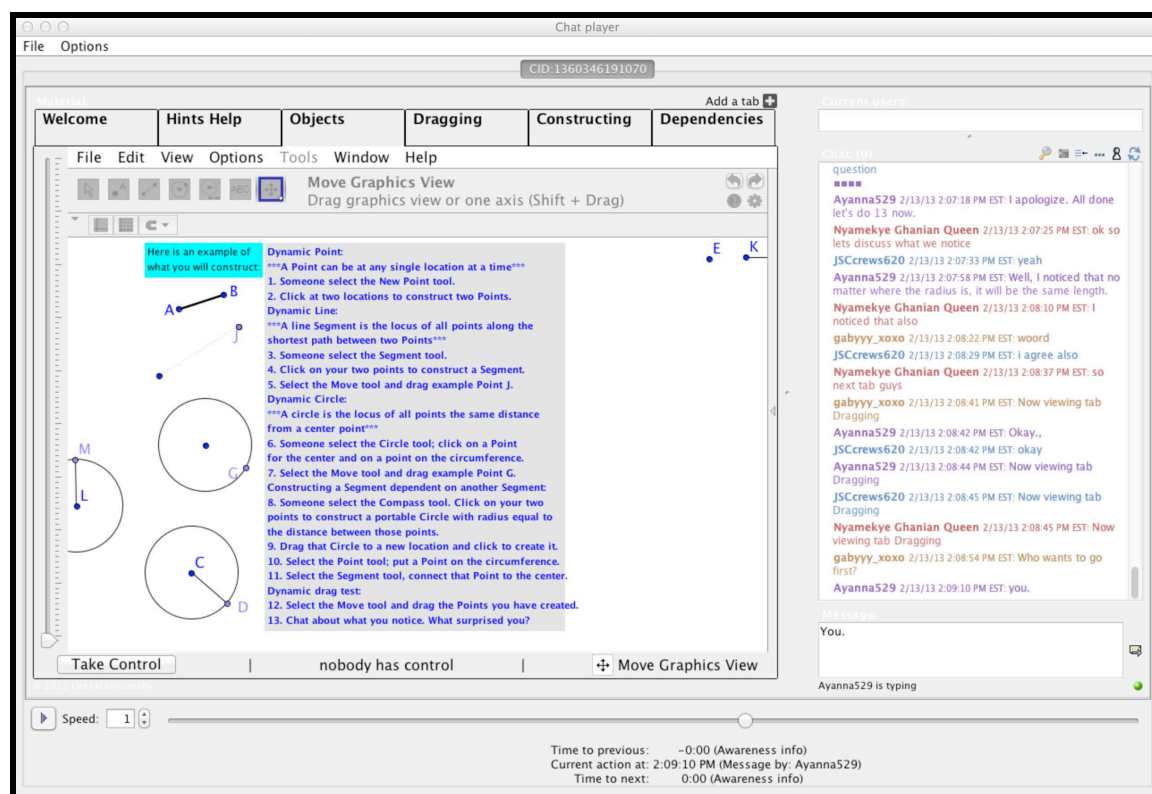 Chat player
File Options
CID:1360346191070
Material:
Add a tab
Welcome
Hints Help
Objects
Dragging
Constructing
Dependencies
File Edit View Options Tools Window Help
ABC
Move Graphics View
Drag graphics view or one axis (Shift + Drag)
Here is an example of
what you will construct:
A
B
J
G
M
L
C
D
E
K
Dynamic Point:
***A Point can be at any single location at a time***
1. Someone select the New Point tool.
2. Click at two locations to construct two Points.
Dynamic Line:
***A line Segment is the locus of all points along the
shortest path between two Points***
3. Someone select the Segment tool.
4. Click on your two points to construct a Segment.
5. Select the Move tool and drag example Point J.
Dynamic Circle:
***A circle is the locus of all points the same distance
from a center point***
6. Someone select the Circle tool; click on a Point
for the center and on a point on the circumference.
7. Select the Move tool and drag example Point G.
Constructing a Segment dependent on another Segment:
8. Someone select the Compass tool. Click on your two
points to construct a portable Circle with radius equal to
the distance between those points.
9. Drag that Circle to a new location and click to create it.
10. Select the Point tool; put a Point on the circumference.
11. Select the Segment tool, connect that Point to the center.
Dynamic drag test:
12. Select the Move tool and drag the Points you have created.
13. Chat about what you notice. What surprised you?
Take Control | nobody has control | Move Graphics View
Current users:
Chat: (0)
question
Ayanna529 2/13/13 2:07:18 PM EST: I apologize. All done
let's do 13 now.
Nyamekye Ghanian Queen 2/13/13 2:07:25 PM EST: ok so
lets discuss what we notice
JSCcrews620 2/13/13 2:07:33 PM EST: yeah
Ayanna529 2/13/13 2:07:58 PM EST: Well, I noticed that no
matter where the radius is, it will be the same length.
Nyamekye Ghanian Queen 2/13/13 2:08:10 PM EST: I
noticed that also
gabyyy_xoxo 2/13/13 2:08:22 PM EST: woord
JSCcrews620 2/13/13 2:08:29 PM EST: i agree also
Nyamekye Ghanian Queen 2/13/13 2:08:37 PM EST: so
next tab guys
gabyyy_xoxo 2/13/13 2:08:41 PM EST: Now viewing tab
Dragging
Ayanna529 2/13/13 2:08:42 PM EST: Okay.,
JSCcrews620 2/13/13 2:08:42 PM EST: okay
Ayanna529 2/13/13 2:08:44 PM EST: Now viewing tab
Dragging
JSCcrews620 2/13/13 2:08:45 PM EST: Now viewing tab
Dragging
Nyamekye Ghanian Queen 2/13/13 2:08:45 PM EST: Now
viewing tab Dragging
gabyyy_xoxo 2/13/13 2:08:54 PM EST: Who wants to go
first?
Ayanna529 2/13/13 2:09:10 PM EST: you.
Message:
You.
Ayanna529 is typing
Speed: 1
Time to previous: -0:00 (Awareness info)
Current action at: 2:09:10 PM (Message by: Ayanna529)
Time to next: 0:00 (Awareness info)